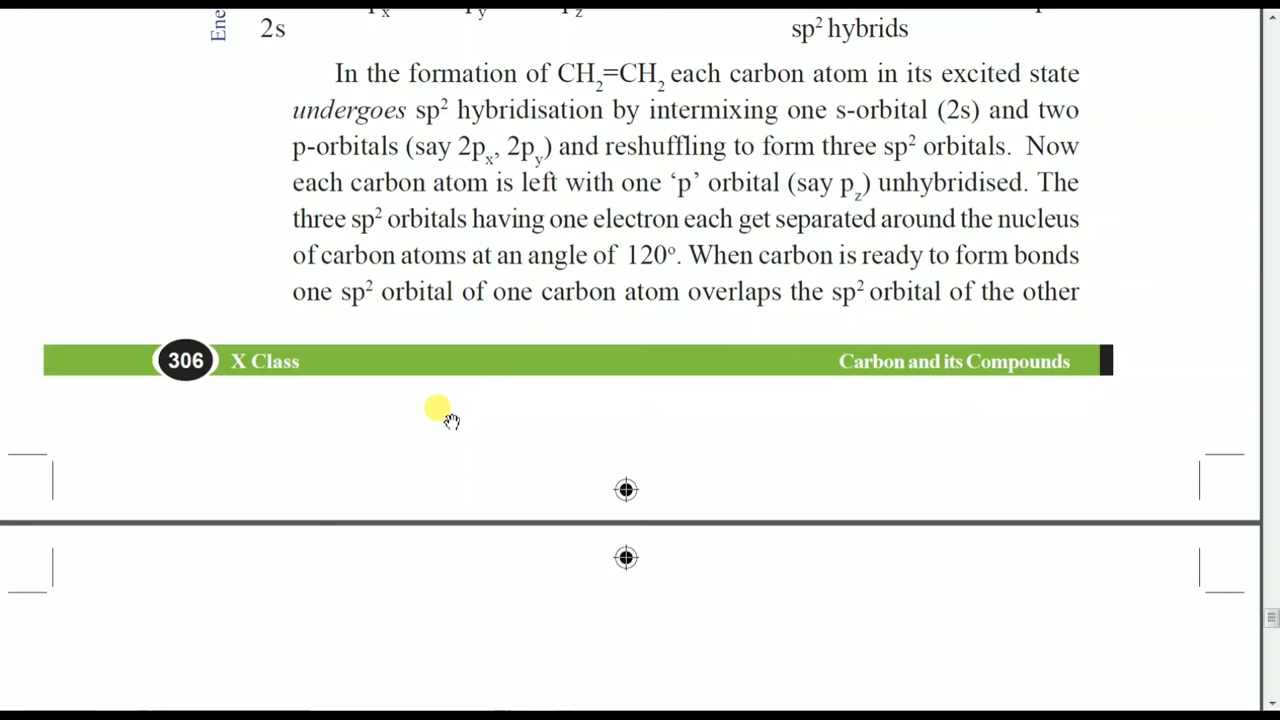 Ene
2s
sp² hybrids
In the formation of CH₂=CH₂ each carbon atom in its excited state
undergoes sp² hybridisation by intermixing one s-orbital (2s) and two
p-orbitals (say 2pₓ, 2pᵧ) and reshuffling to form three sp² orbitals. Now
each carbon atom is left with one ‘p’ orbital (say p_z) unhybridised. The
three sp² orbitals having one electron each get separated around the nucleus
of carbon atoms at an angle of 120°. When carbon is ready to form bonds
one sp² orbital of one carbon atom overlaps the sp² orbital of the other
306 X Class Carbon and its Compounds